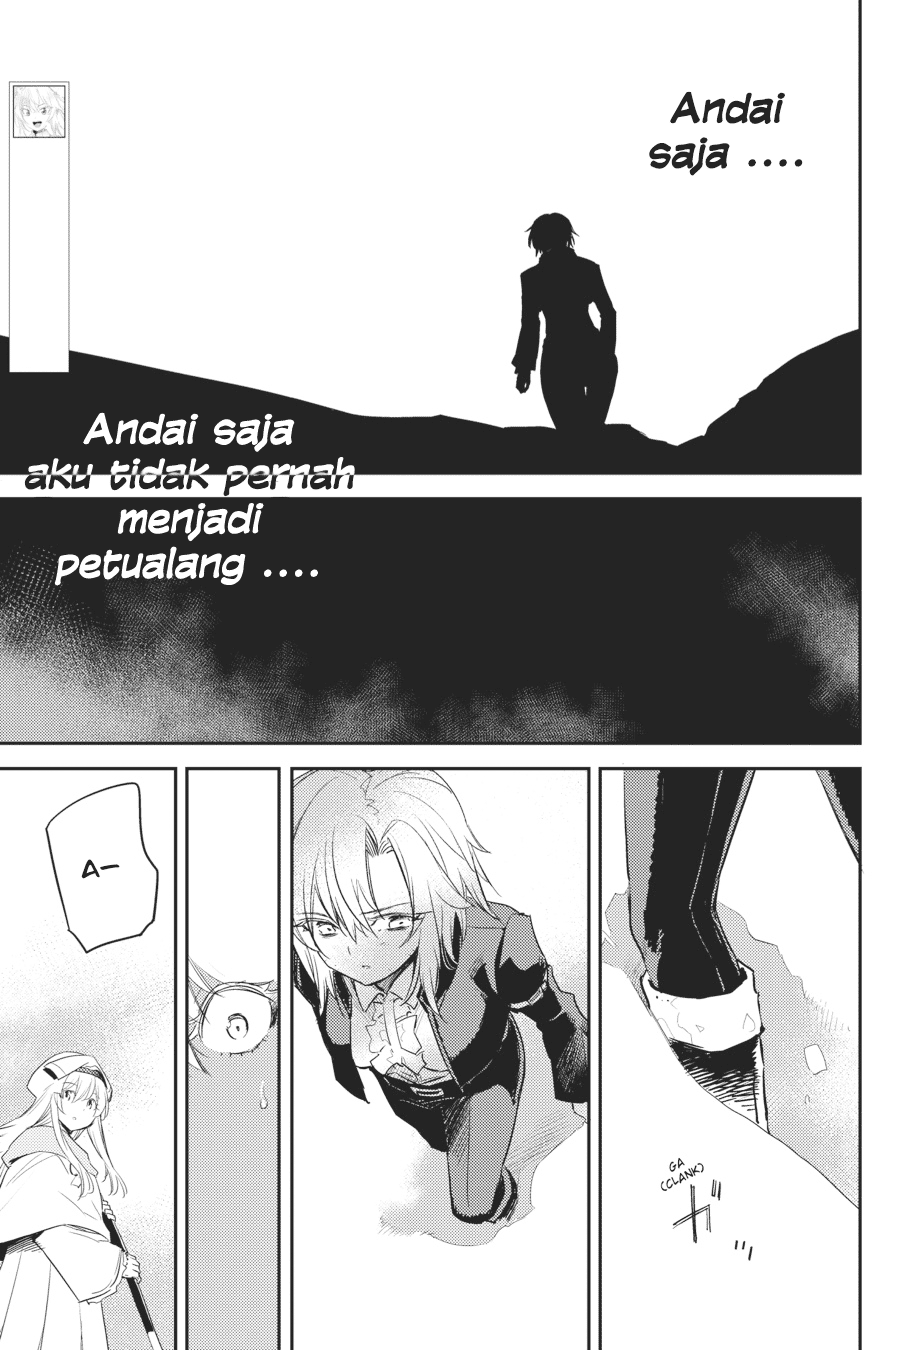 Andai
saja ....
Andai saja
aku tidak pernah
menjadi
petualang ....
GA
(CLANK)
ガ
A-